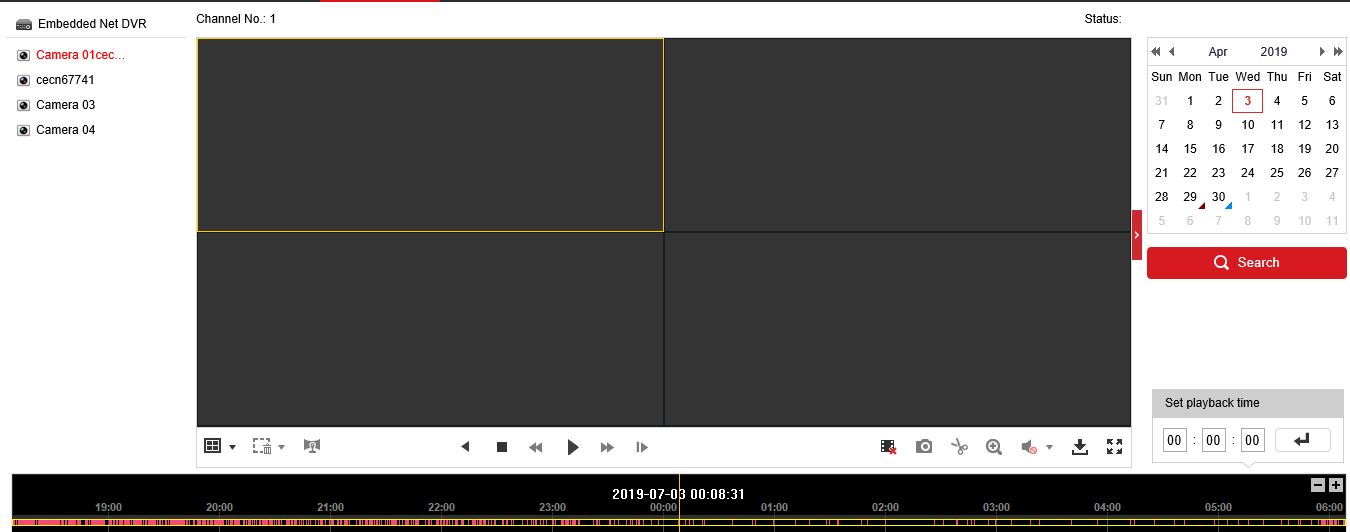 Embedded Net DVR
Channel No.: 1
Status:
Camera 01cec...
cecn67741
Camera 03
Camera 04
Apr 2019
Sun Mon Tue Wed Thu Fri Sat
31 1 2 3 4 5 6
7 8 9 10 11 12 13
14 15 16 17 18 19 20
21 22 23 24 25 26 27
28 29 30 1 2 3 4
5 6 7 8 9 10 11
Search
Set playback time
00 : 00 : 00
2019-07-03 00:08:31
19:00 20:00 21:00 22:00 23:00 00:00 01:00 02:00 03:00 04:00 05:00 06:00